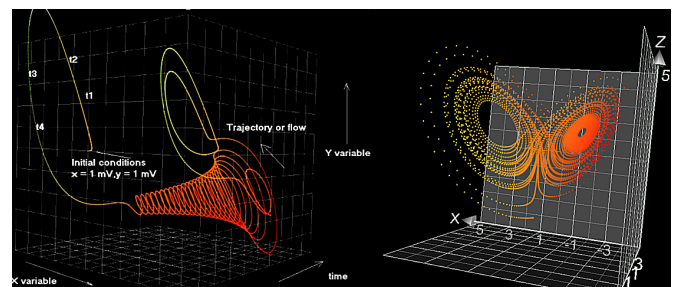 t3
t2
t1
t4
Initial conditions
x = 1 mV,y = 1 mV
Trajectory or flow
Y variable
X variable
time
Z
5
X
5
3
1
-1
-3
3
1